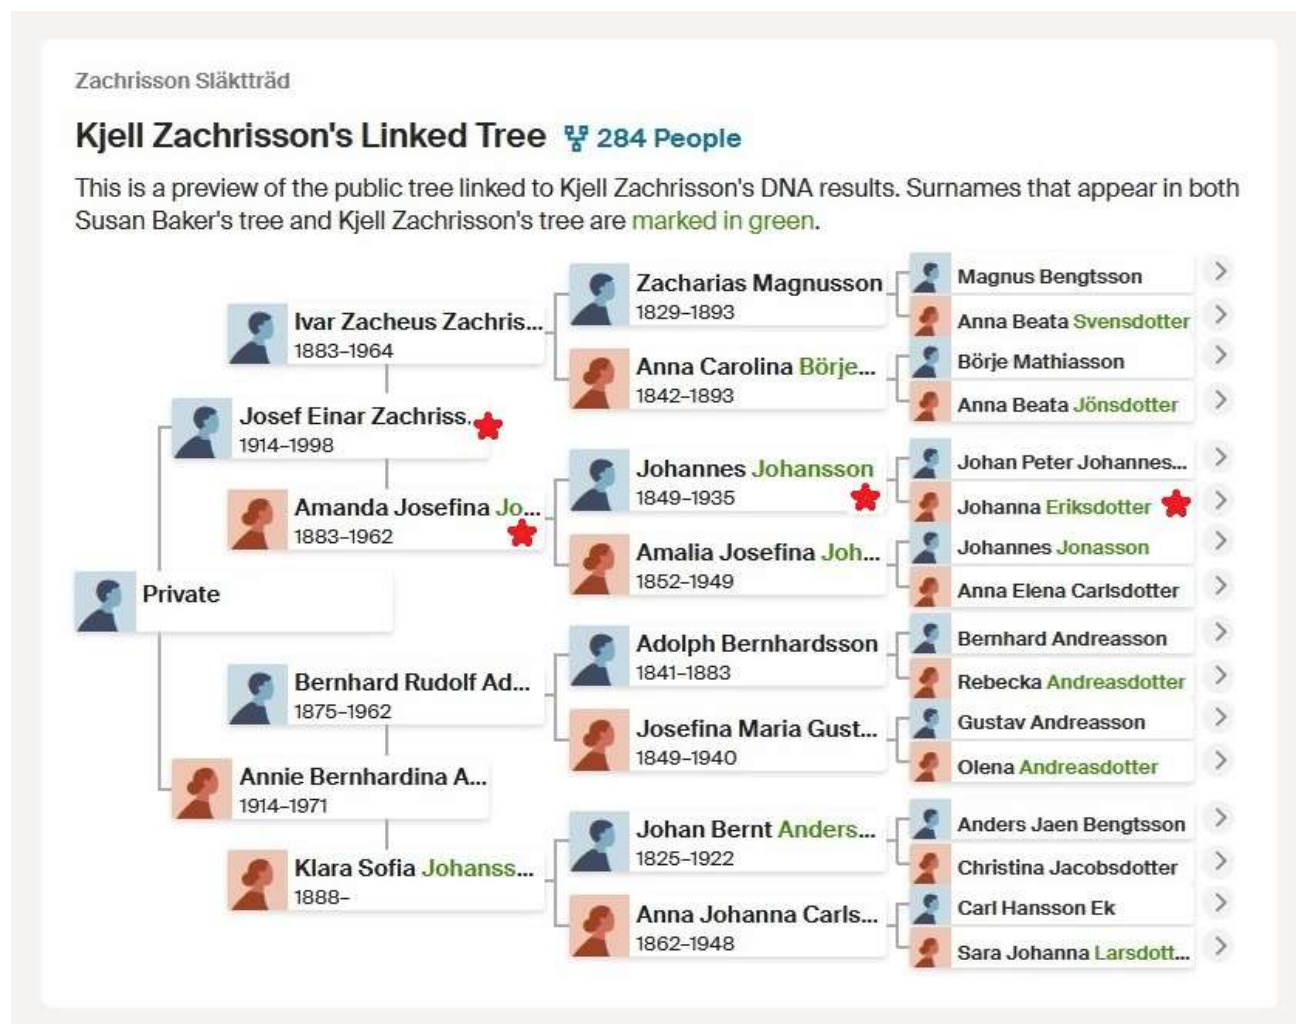 Zachrisson Släktträd
Kjell Zachrisson's Linked Tree 284 People
This is a preview of the public tree linked to Kjell Zachrisson's DNA results. Surnames that appear in both
Susan Baker's tree and Kjell Zachrisson's tree are marked in green.
Private
Josef Einar Zachriss.
1914–1998
Annie Bernhardina A...
1914–1971
Ivar Zacheus Zachris...
1883–1964
Amanda Josefina Jo...
1883–1962
Bernhard Rudolf Ad...
1875–1962
Klara Sofia Johanss...
1888–
Zacharias Magnusson
1829–1893
Anna Carolina Börje...
1842–1893
Johannes Johansson
1849–1935
Amalia Josefina Joh...
1852–1949
Adolph Bernhardsson
1841–1883
Josefina Maria Gust...
1849–1940
Johan Bernt Anders...
1825–1922
Anna Johanna Carls...
1862–1948
Magnus Bengtsson
Anna Beata Svensdotter
Börje Mathiasson
Anna Beata Jönsdotter
Johan Peter Johannes...
Johanna Eriksdotter
Johannes Jonasson
Anna Elena Carlsdotter
Bernhard Andreasson
Rebecka Andreasdotter
Gustav Andreasson
Olena Andreasdotter
Anders Jaen Bengtsson
Christina Jacobsdotter
Carl Hansson Ek
Sara Johanna Larsdott...